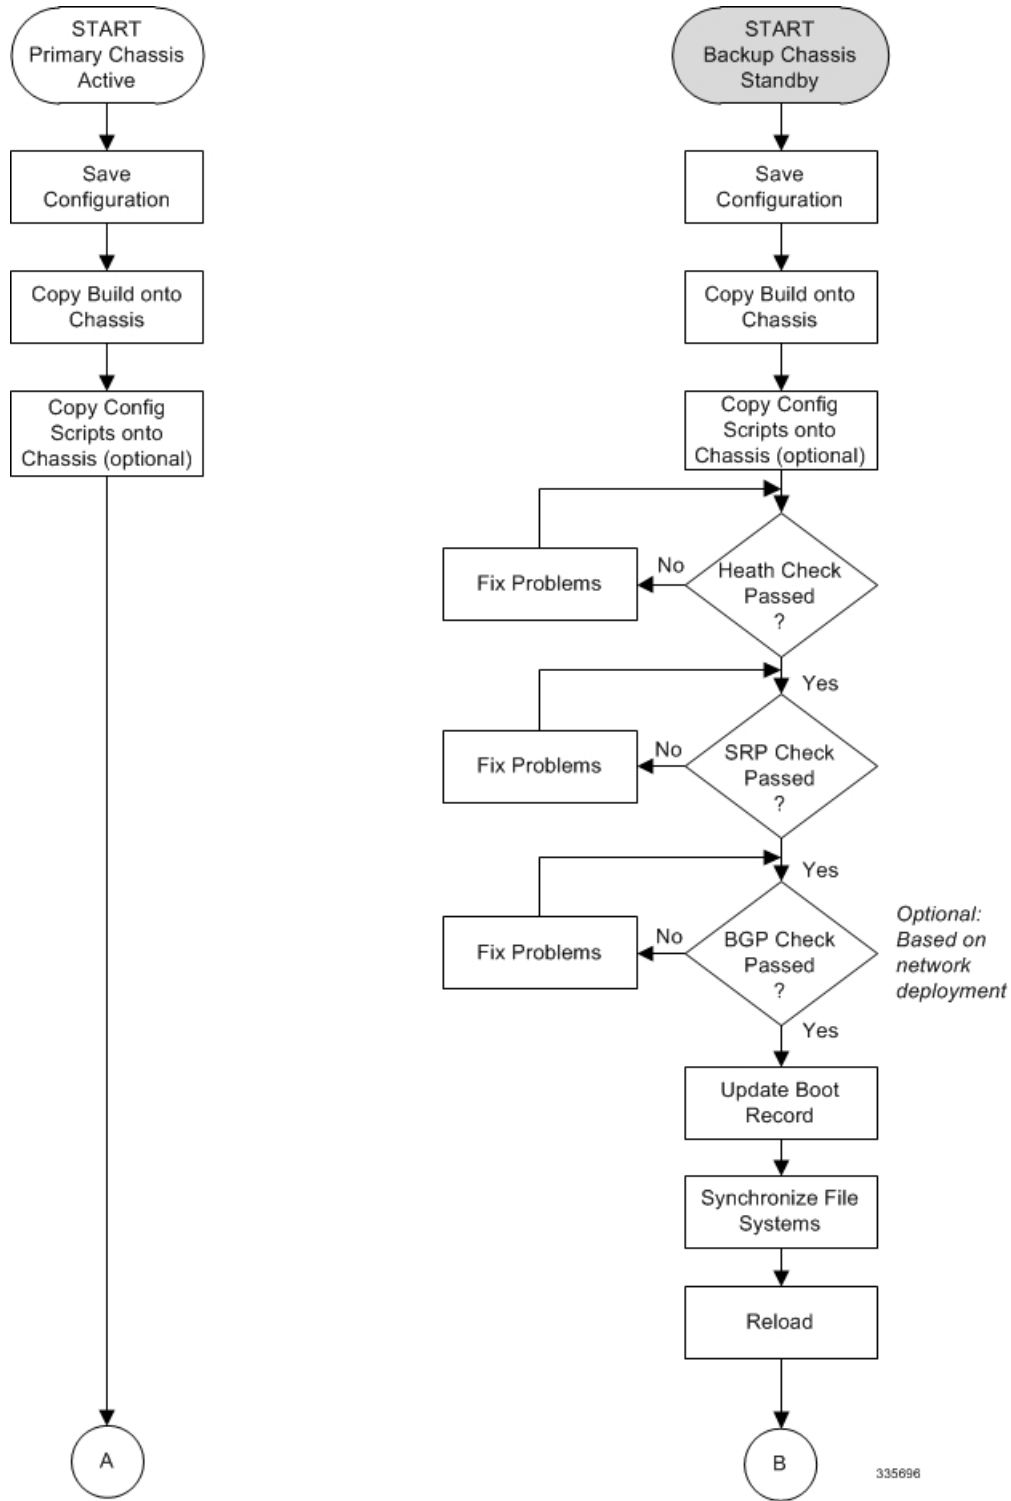 START
Primary Chassis
Active
Save
Configuration
Copy Build onto
Chassis
Copy Config
Scripts onto
Chassis (optional)
A
START
Backup Chassis
Standby
Save
Configuration
Copy Build onto
Chassis
Copy Config
Scripts onto
Chassis (optional)
Heath Check
Passed
?
No
Fix Problems
Yes
SRP Check
Passed
?
No
Fix Problems
Yes
BGP Check
Passed
?
No
Fix Problems
Optional:
Based on
network
deployment
Yes
Update Boot
Record
Synchronize File
Systems
Reload
B
335696